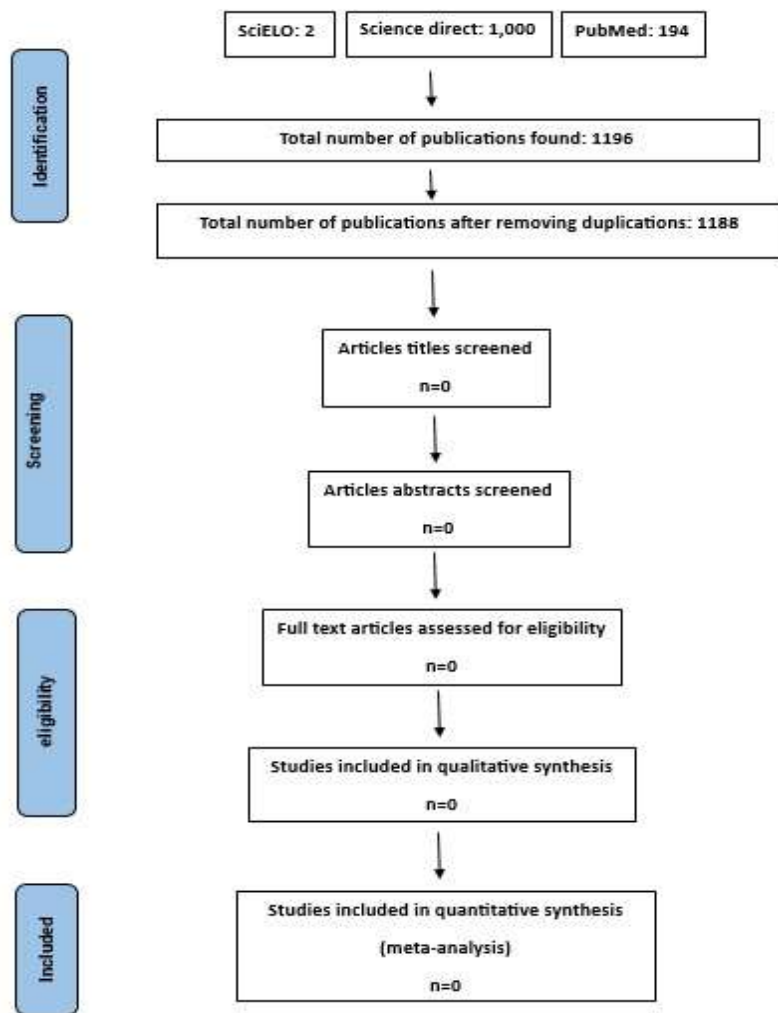 SciELO: 2
Science direct: 1,000
PubMed: 194
Identification
Total number of publications found: 1196
Total number of publications after removing duplications: 1188
Screening
Articles titles screened
n=0
Articles abstracts screened
n=0
eligibility
Full text articles assessed for eligibility
n=0
Studies included in qualitative synthesis
n=0
Included
Studies included in quantitative synthesis
(meta-analysis)
n=0